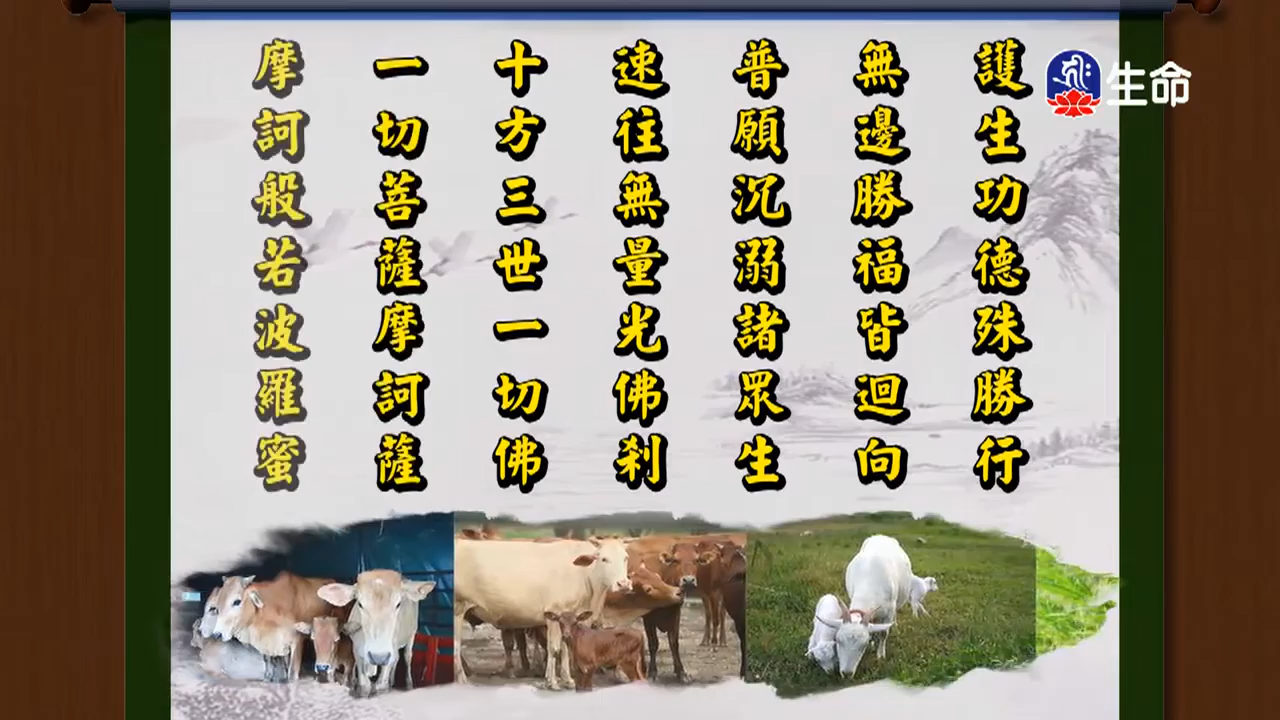 護生功德殊勝行
無邊勝福皆迴向
普願沉溺諸眾生
速往無量光佛刹
十方三世一切佛
一切菩薩摩訶薩
摩訶般若波羅蜜
生命